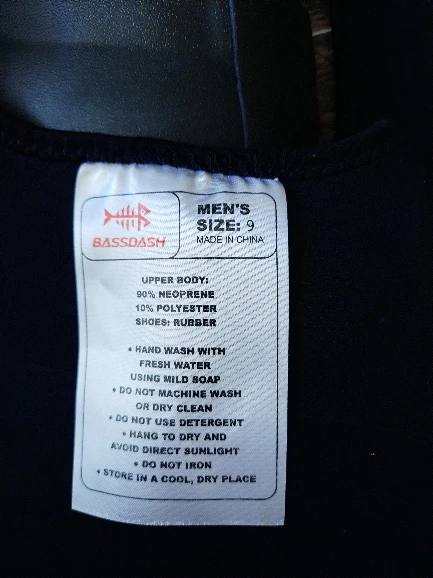 BASSDASH
MEN'S
SIZE: 9
MADE IN CHINA
UPPER BODY:
90% NEOPRENE
10% POLYESTER
SHOES: RUBBER
• HAND WASH WITH
FRESH WATER
USING MILD SOAP
• DO NOT MACHINE WASH
OR DRY CLEAN
• DO NOT USE DETERGENT
• HANG TO DRY AND
AVOID DIRECT SUNLIGHT
• DO NOT IRON
• STORE IN A COOL, DRY PLACE